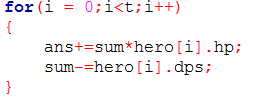 for(i = 0;i<t;i++)
{
ans+=sum*hero[i].hp;
sum-=hero[i].dps;
}